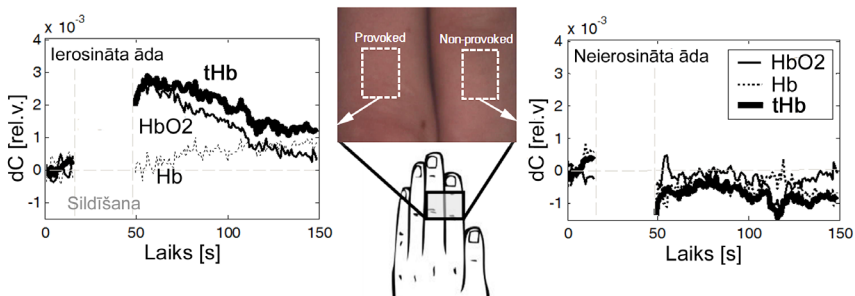 x 10⁻³
Ierosināta āda
dC [rel.v.]
4
3
2
1
0
-1
tHb
HbO2
Hb
Sildīšana
0
50
100
150
Laiks [s]
Provoked
Non-provoked
x 10⁻³
Neierosināta āda
dC [rel.v.]
4
3
2
1
0
-1
HbO2
Hb
tHb
0
50
100
150
Laiks [s]